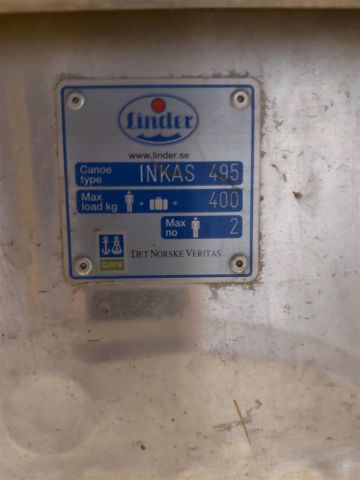 Linder
www.linder.se
Canoe type INKAS 495
Max load kg + 400
Max no 2
DNV DET NORSKE VERITAS